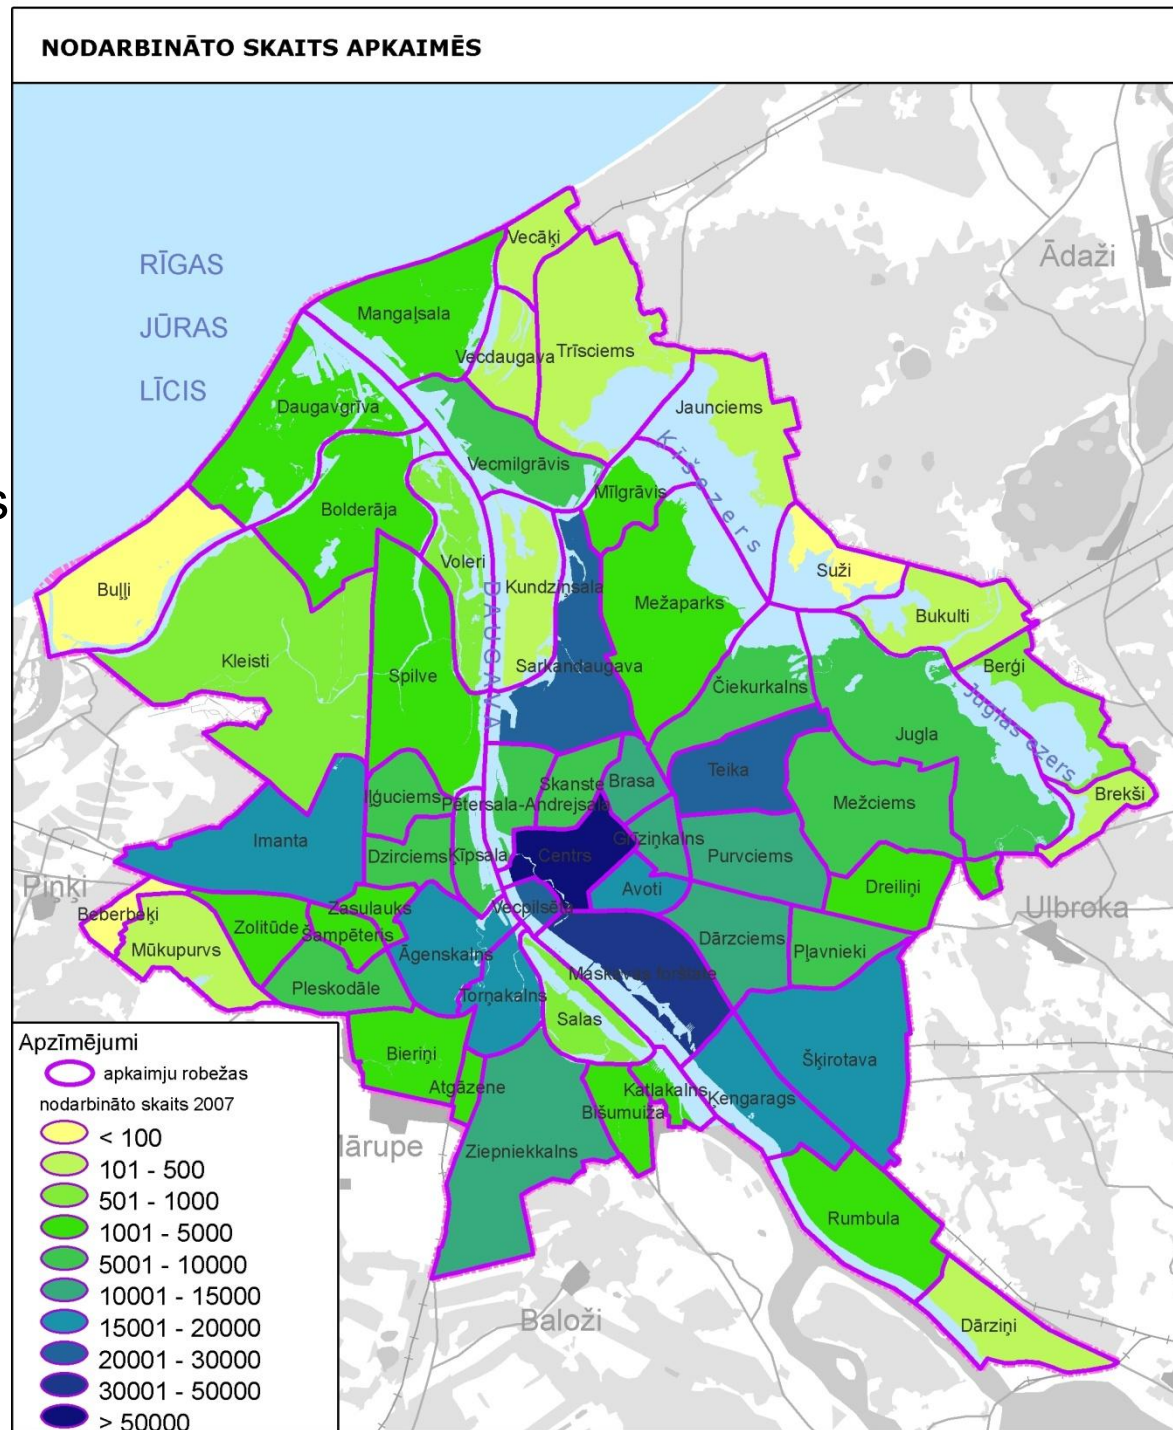 NODARBINĀTO SKAITS APKAIMĒS
Vecāķi
Ādaži
RĪGAS
JŪRAS
LĪCIS
Mangaļsala
Vecdaugava
Trīsciems
Daugavgrīva
Jaunciems
Ķīšezers
Vecmilgrāvis
Mīlgrāvis
s
Bolderāja
Voleri
Kundziņsala
DAUGAVA
Buļļi
Suži
Mežaparks
Bukulti
Kleisti
Spilve
Sarkandaugava
Čiekurkalns
Berģi
Juglas ezers
Jugla
Teika
Skanste
Brasa
Iļģuciems
Pētersala-Andrejsala
Mežciems
Brekši
Imanta
Dzirciems
Ķīpsala
Centrs
Grīziņkalns
Purvciems
Piņķi
Avoti
Dreiliņi
Beberbeķi
Zasulauks
Vecpilsēta
Ulbroka
Mūkupurvs
Zolitūde
Šampēteris
Āgenskalns
Dārzciems
Pļavnieki
Pleskodāle
Torņakalns
Maskavas forštate
Salas
Šķirotava
Bieriņi
Atgāzene
Katlakalns
Ķengarags
Bišumuiža
Mārupe
Ziepniekkalns
Rumbula
Baloži
Dārziņi
Apzīmējumi
apkaimju robežas
nodarbināto skaits 2007
< 100
101 - 500
501 - 1000
1001 - 5000
5001 - 10000
10001 - 15000
15001 - 20000
20001 - 30000
30001 - 50000
> 50000